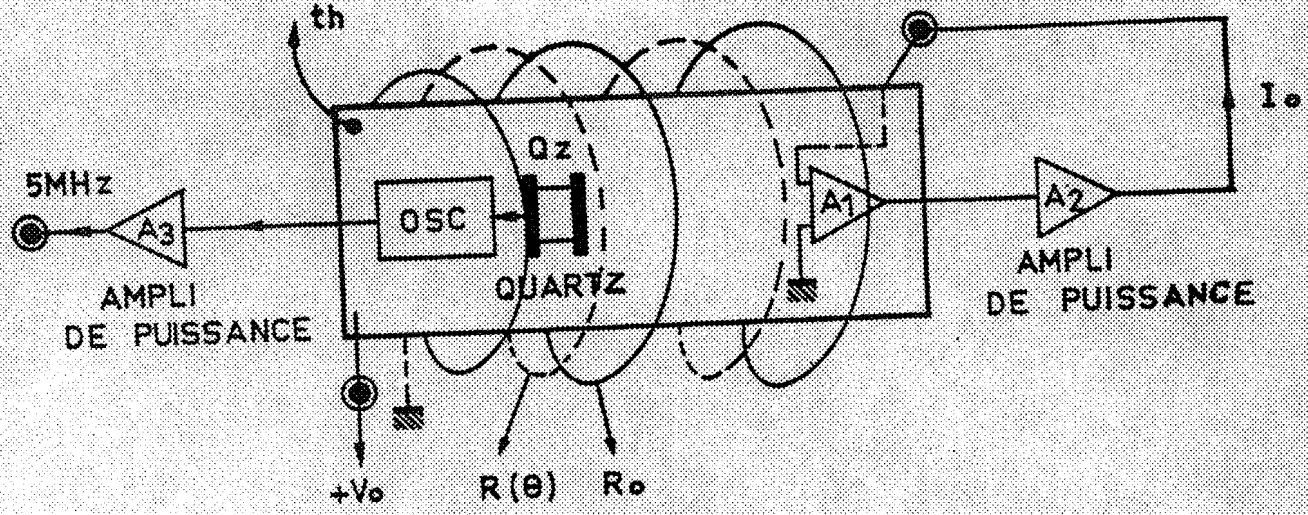 th
Io
Qz
5MHz
A3
OSC
A1
A2
QUARTZ
AMPLI
DE PUISSANCE
AMPLI
DE PUISSANCE
+Vo
R(θ)
Ro